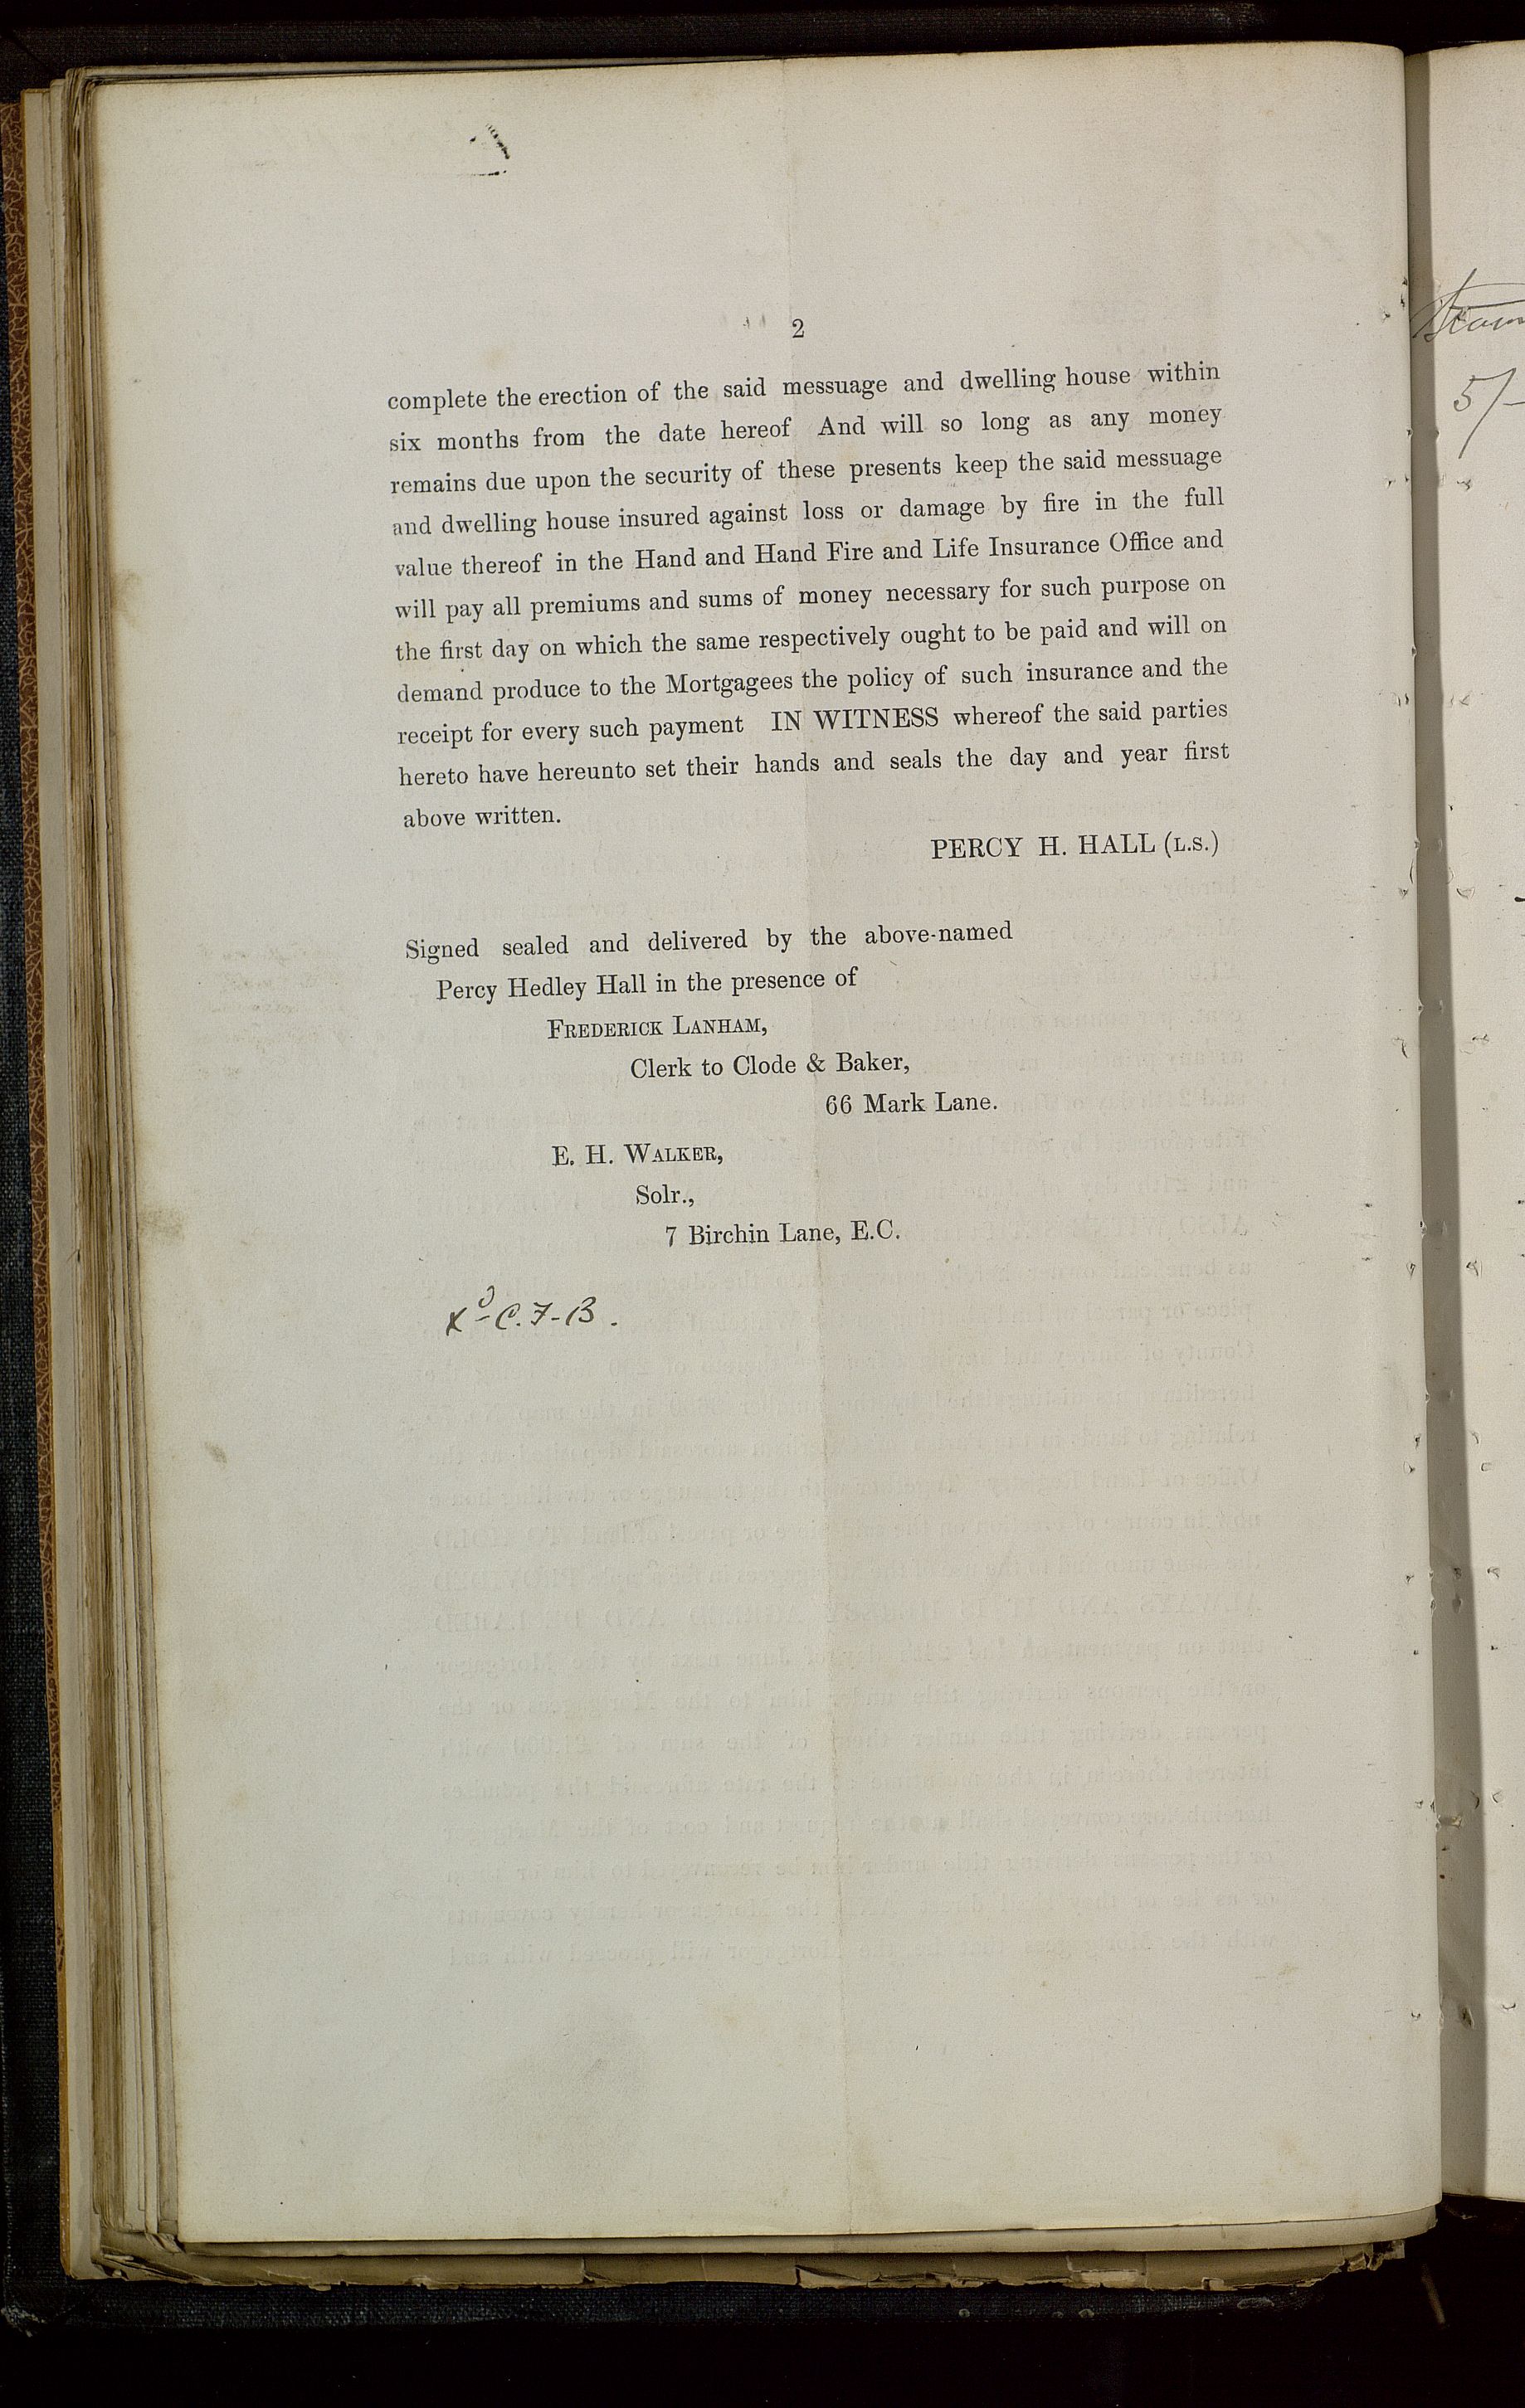 2
complete the erection of the said messuage and dwelling house within
six months from the date hereof And will so long as any money
remains due upon the security of these presents keep the said messuage
and dwelling house insured against loss or damage by fire in the full
value thereof in the Hand and Hand Fire and Life Insurance Office and
will pay all premiums and sums of money necessary for such purpose on
the first day on which the same respectively ought to be paid and will on
demand produce to the Mortgagees the policy of such insurance and the
receipt for every such payment IN WITNESS whereof the said parties
hereto have hereunto set their hands and seals the day and year first
above written.
PERCY H. HALL (L.S.)
Signed sealed and delivered by the above-named
Percy Hedley Hall in the presence of
FREDERICK LANHAM,
Clerk to Clode & Baker,
66 Mark Lane.
E. H. WALKER,
Solr.,
7 Birchin Lane, E.C.
Xd C.F-B.
5/-